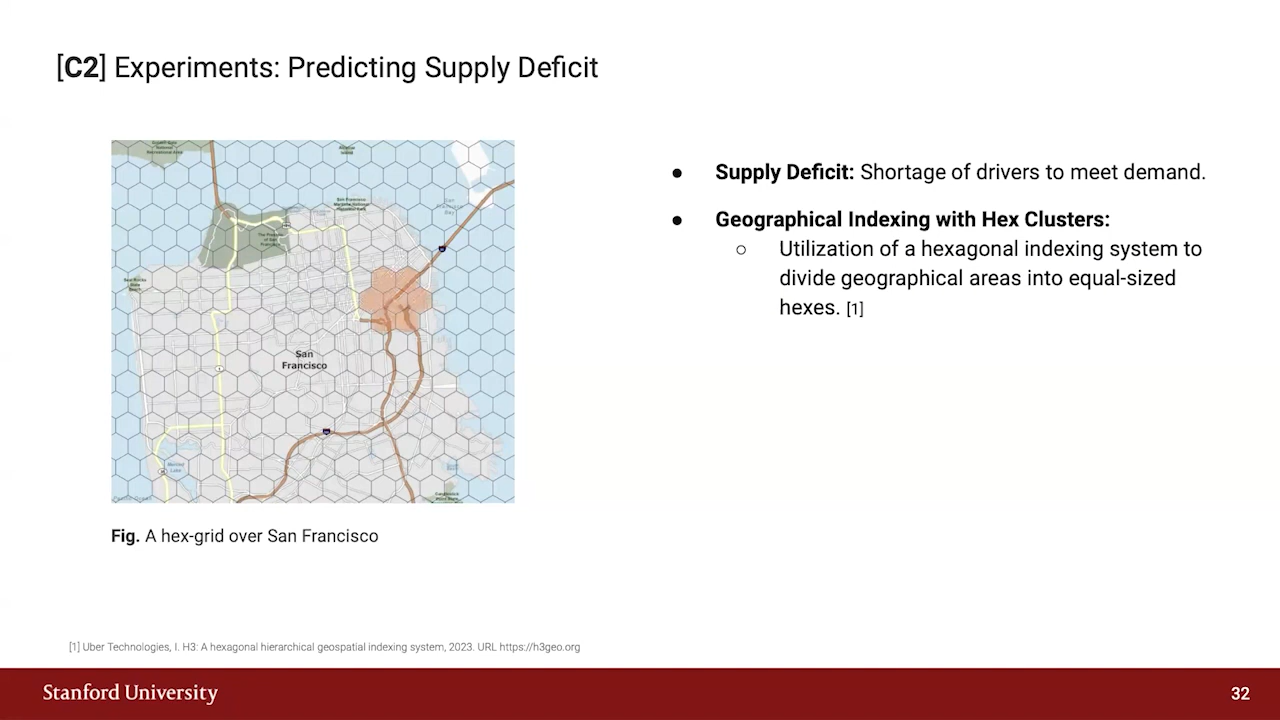 [C2] Experiments: Predicting Supply Deficit
San
Francisco
Fig. A hex-grid over San Francisco
● Supply Deficit: Shortage of drivers to meet demand.
● Geographical Indexing with Hex Clusters:
○ Utilization of a hexagonal indexing system to
divide geographical areas into equal-sized
hexes. [1]
[1] Uber Technologies, I. H3: A hexagonal hierarchical geospatial indexing system, 2023. URL https://h3geo.org
Stanford University
32